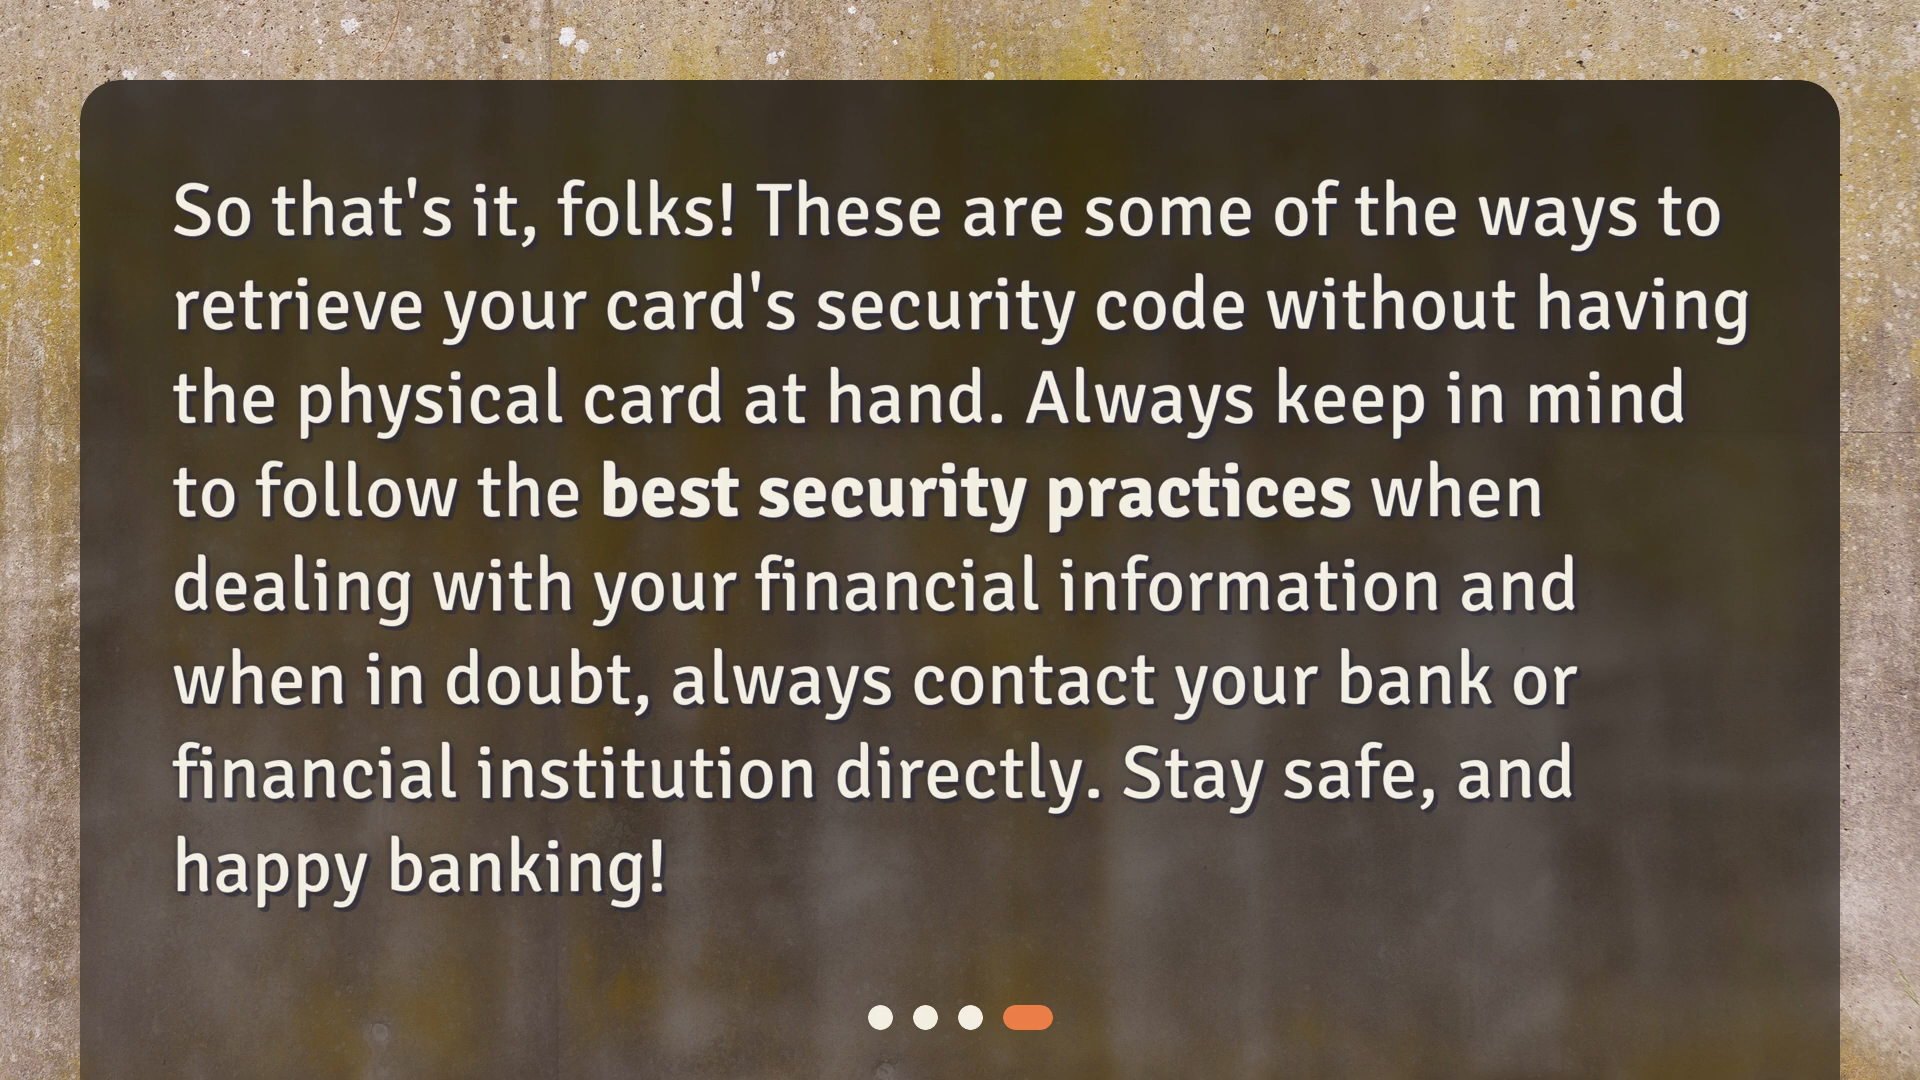 So that's it, folks! These are some of the ways to
retrieve your card's security code without having
the physical card at hand. Always keep in mind
to follow the best security practices when
dealing with your financial information and
when in doubt, always contact your bank or
financial institution directly. Stay safe, and
happy banking!